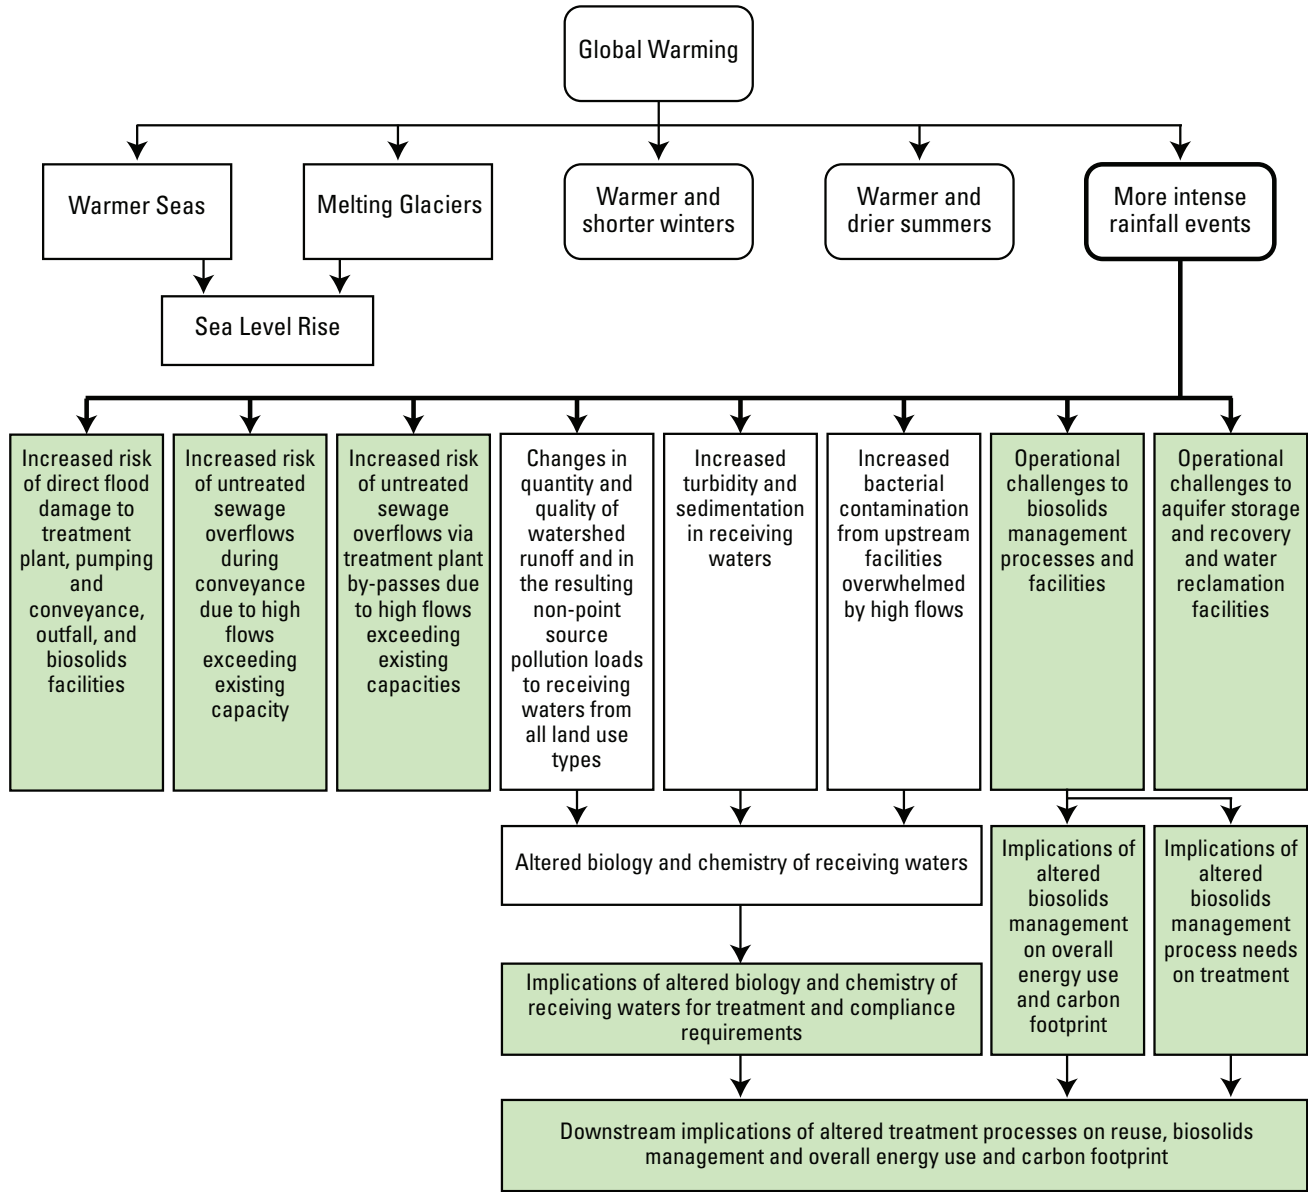 Global Warming
Warmer Seas
Melting Glaciers
Warmer and
shorter winters
Warmer and
drier summers
More intense
rainfall events
Sea Level Rise
Increased risk
of direct flood
damage to
treatment
plant, pumping
and
conveyance,
outfall, and
biosolids
facilities
Increased risk
of untreated
sewage
overflows
during
conveyance
due to high
flows
exceeding
existing
capacity
Increased risk
of untreated
sewage
overflows via
treatment plant
by-passes due
to high flows
exceeding
existing
capacities
Changes in
quantity and
quality of
watershed
runoff and in
the resulting
non-point
source
pollution loads
to receiving
waters from
all land use
types
Increased
turbidity and
sedimentation
in receiving
waters
Increased
bacterial
contamination
from upstream
facilities
overwhelmed
by high flows
Operational
challenges to
biosolids
management
processes and
facilities
Operational
challenges to
aquifer storage
and recovery
and water
reclamation
facilities
Altered biology and chemistry of receiving waters
Implications of
altered
biosolids
management
on overall
energy use
and carbon
footprint
Implications of
altered
biosolids
management
process needs
on treatment
Implications of altered biology and chemistry of
receiving waters for treatment and compliance
requirements
Downstream implications of altered treatment processes on reuse, biosolids
management and overall energy use and carbon footprint